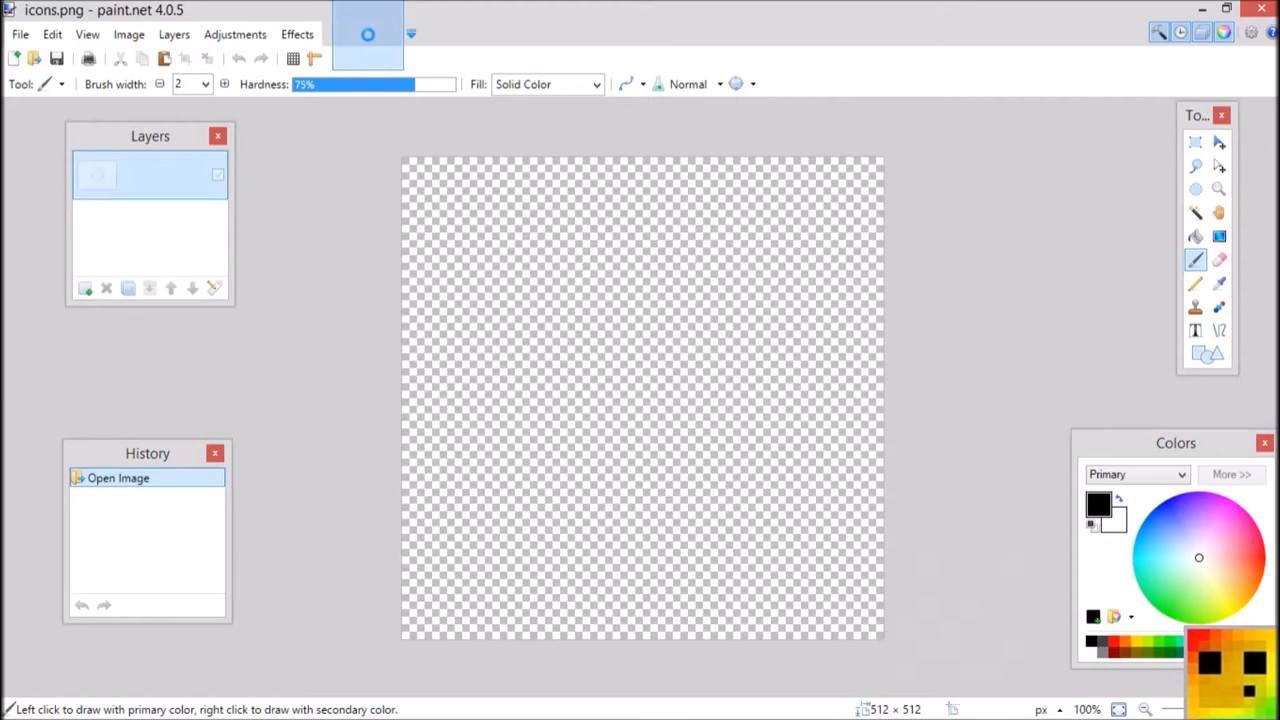 icons.png - paint.net 4.0.5
File Edit View Image Layers Adjustments Effects
Tool: Brush width: 2 Hardness: 75% Fill: Solid Color Normal
Layers
To...
History
Open Image
Colors
Primary More >>
Left click to draw with primary color, right click to draw with secondary color. 512 × 512 px 100%